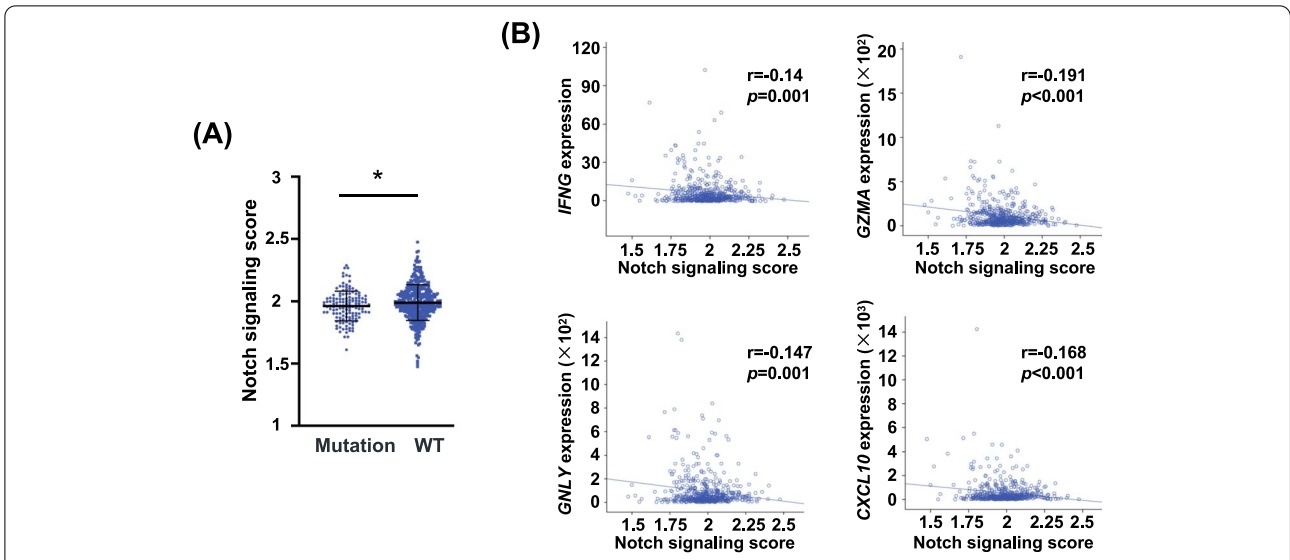 (A)
Notch signaling score
3
2.5
2
1.5
1
*
Mutation WT
(B)
IFNG expression
120
90
60
30
0
r=-0.14
p=0.001
1.5 1.75 2 2.25 2.5
Notch signaling score
GZMA expression (×10²)
20
15
10
5
0
r=-0.191
p<0.001
1.5 1.75 2 2.25 2.5
Notch signaling score
GNLY expression (×10²)
14
12
10
8
6
4
2
0
r=-0.147
p=0.001
1.5 1.75 2 2.25 2.5
Notch signaling score
CXCL10 expression (×10³)
14
12
10
8
6
4
2
0
r=-0.168
p<0.001
1.5 1.75 2 2.25 2.5
Notch signaling score